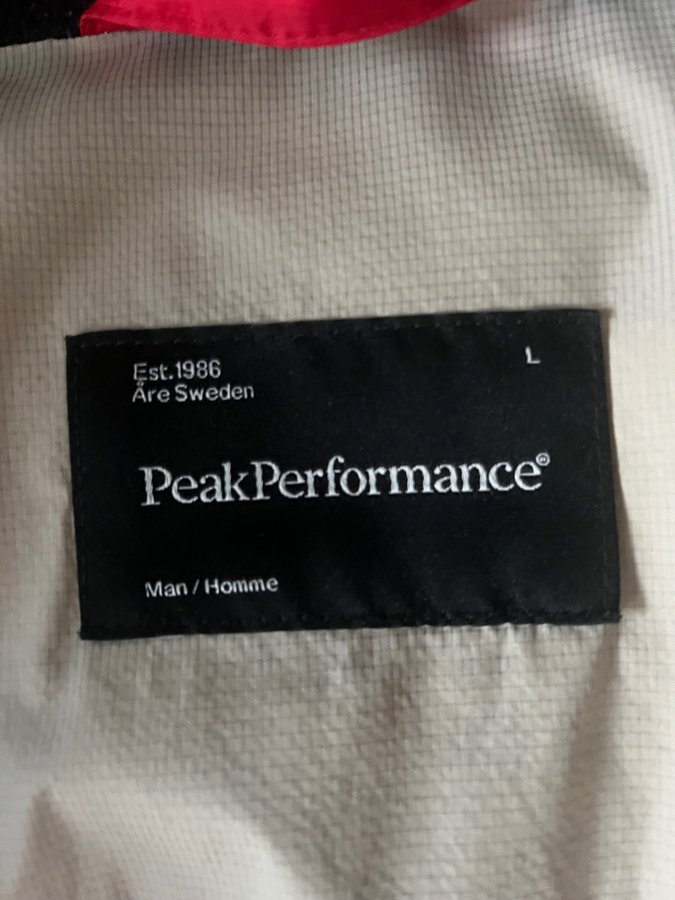 Est.1986
Åre Sweden
L
PeakPerformance®
Man / Homme